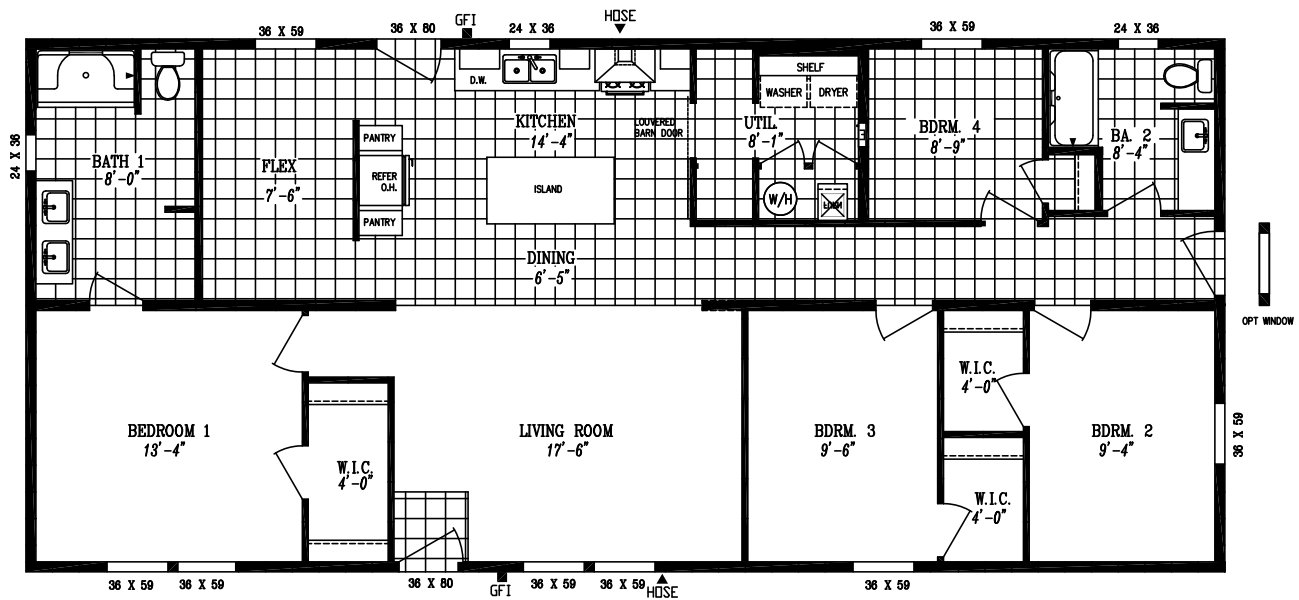 36 X 59
36 X 80
GFI
24 X 36
HOSE
36 X 59
24 X 36
D.W.
SHELF
WASHER
DRYER
KITCHEN
14'-4"
LOUVERED
BARN DOOR
UTIL.
8'-1"
BDRM. 4
8'-9"
BA. 2
8'-4"
24 X 36
BATH 1
8'-0"
FLEX
7'-6"
PANTRY
REFER
O.H.
PANTRY
ISLAND
W/H
DINING
6'-5"
OPT WINDOW
W.I.C.
4'-0"
BEDROOM 1
13'-4"
LIVING ROOM
17'-6"
BDRM. 3
9'-6"
BDRM. 2
9'-4"
36 X 59
W.I.C.
4'-0"
W.I.C.
4'-0"
36 X 59
36 X 59
36 X 80
GFI
36 X 59
36 X 59
HOSE
36 X 59